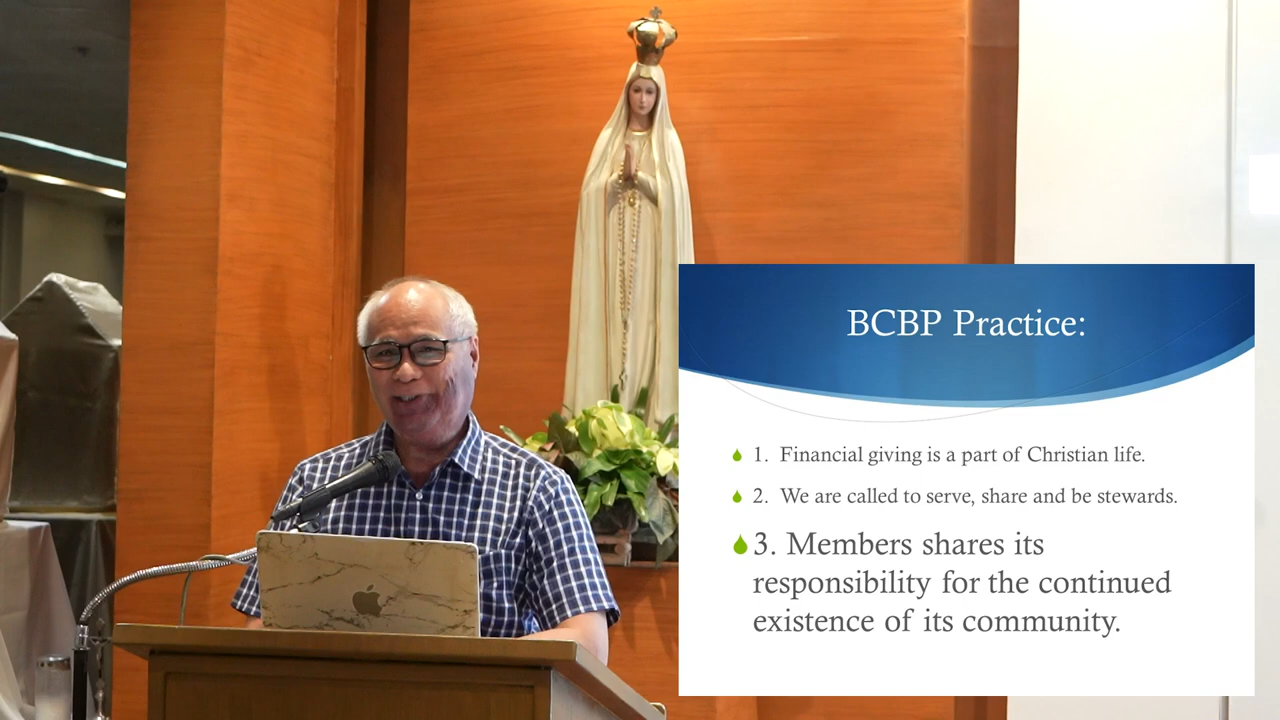 BCBP Practice:
1. Financial giving is a part of Christian life.
2. We are called to serve, share and be stewards.
3. Members shares its
responsibility for the continued
existence of its community.